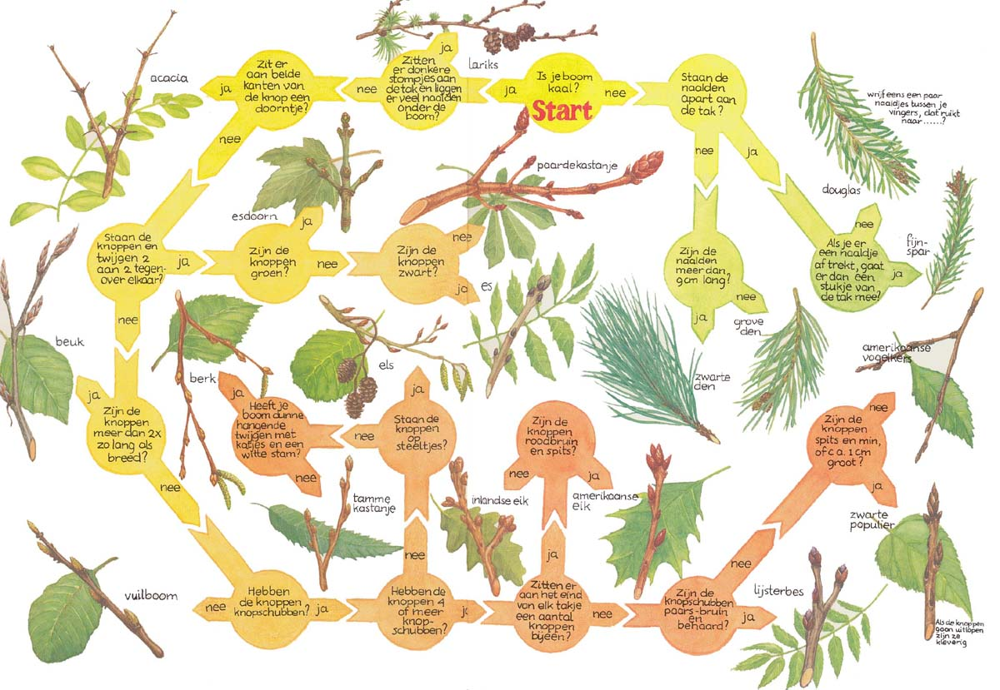 ja
lariks
Zit er
aan beide
kanten van
de knop een
doorntje?
ja
nee
acacia
Zitten
er donkere
stompjes aan
de tak en liggen
er veel naalden
onder de
boom?
nee
Is je boom
kaal?
Start
ja
nee
Staan de
naalden
apart aan
de tak?
nee
ja
wrijf eens een paar
naaldjes tussen je
vingers, dat ruikt
naar......?
douglas
nee
fijn-
spar
ja
Als je er
een naaldje
af trekt, gaat
er dan een
stukje van
de tak mee?
paardekastanje
esdoorn
ja
nee
Staan de
knoppen en
twijgen 2
aan 2 tegen-
over elkaar?
ja
nee
Zijn de
knoppen
groen?
nee
Zijn de
knoppen
zwart?
ja
es
Zijn de
naalden
meer dan
9cm lang?
nee
ja
grove
den
zwarte
den
amerikaanse
vogelkers
beuk
ja
Zijn de
knoppen
meer dan 2x
zo lang als
breed?
nee
berk
ja
Heeft je
boom dunne
hangende
twijgen met
katjes en een
witte stam?
nee
els
ja
Staan de
knoppen
op
steeltjes?
nee
tamme
kastanje
Zijn de
knoppen
roodbruin
en spits?
nee
ja
inlandse eik
amerikaanse
eik
Zijn de
knoppen
spits en min,
of c a. 1 cm
groot?
nee
ja
zwarte
populier
Als de knoppen
gaan uitlopen
zijn ze
kleverig
vuilboom
nee
Hebben
de knoppen
knopschubben?
ja
nee
Hebben de
knoppen 4
of meer
knop-
schubben?
ja
ja
Zitten er
aan het eind
van elk takje
een aantal
knoppen
bijeen?
nee
nee
Zijn de
knopschubben
paars-bruin
en
behaard?
ja
lijsterbes